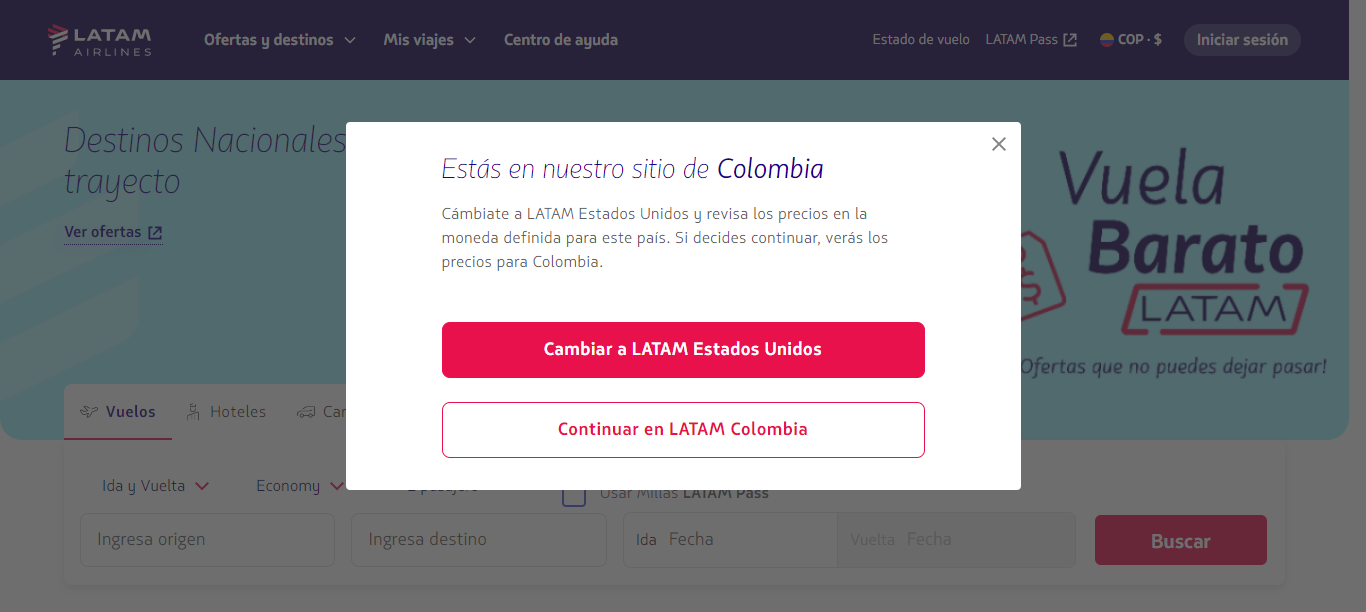 LATAM
AIRLINES
Ofertas y destinos
Mis viajes
Centro de ayuda
Estado de vuelo
LATAM Pass
COP · $
Iniciar sesión
Destinos Nacionales
trayecto
Ver ofertas
Vuela
Barato
LATAM
Ofertas que no puedes dejar pasar!
Estás en nuestro sitio de Colombia
Cámbiate a LATAM Estados Unidos y revisa los precios en la
moneda definida para este país. Si decides continuar, verás los
precios para Colombia.
Cambiar a LATAM Estados Unidos
Continuar en LATAM Colombia
Vuelos
Hoteles
Ida y Vuelta
Economy
Usar Millas LATAM Pass
Ingresa origen
Ingresa destino
Ida Fecha
Vuelta Fecha
Buscar